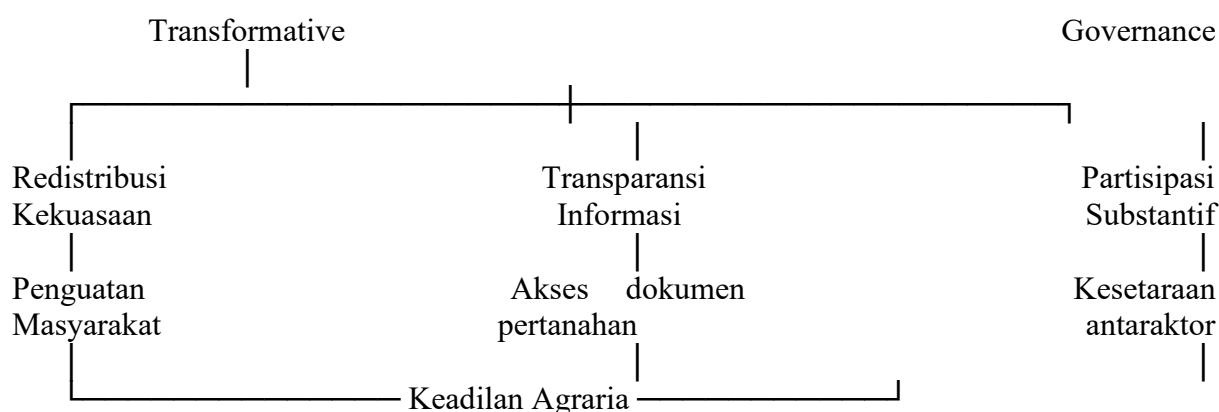 Transformative Governance
Redistribusi Transparansi Partisipasi
Kekuasaan Informasi Substantif
Penguatan Akses dokumen Kesetaraan
Masyarakat pertanahan antaraktor
Keadilan Agraria